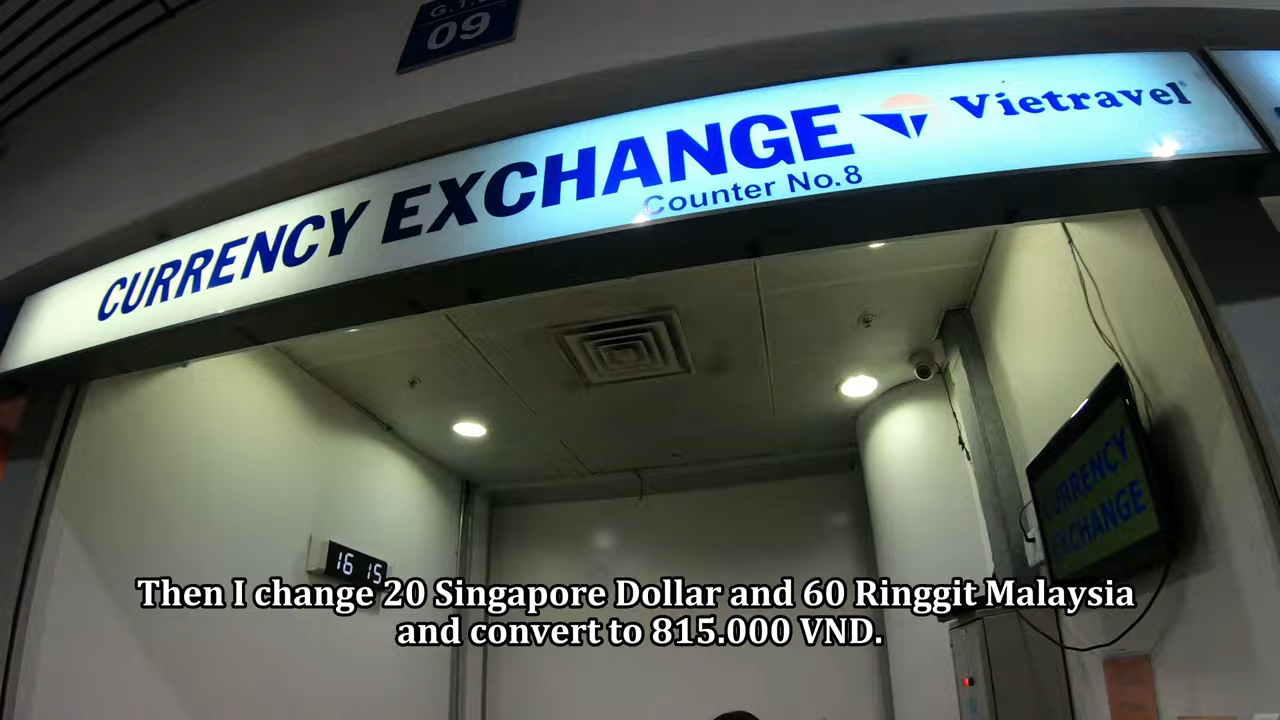 09
CURRENCY EXCHANGE
Counter No.8
Vietravel
16 15
CURRENCY
EXCHANGE
Then I change 20 Singapore Dollar and 60 Ringgit Malaysia
and convert to 815.000 VND.